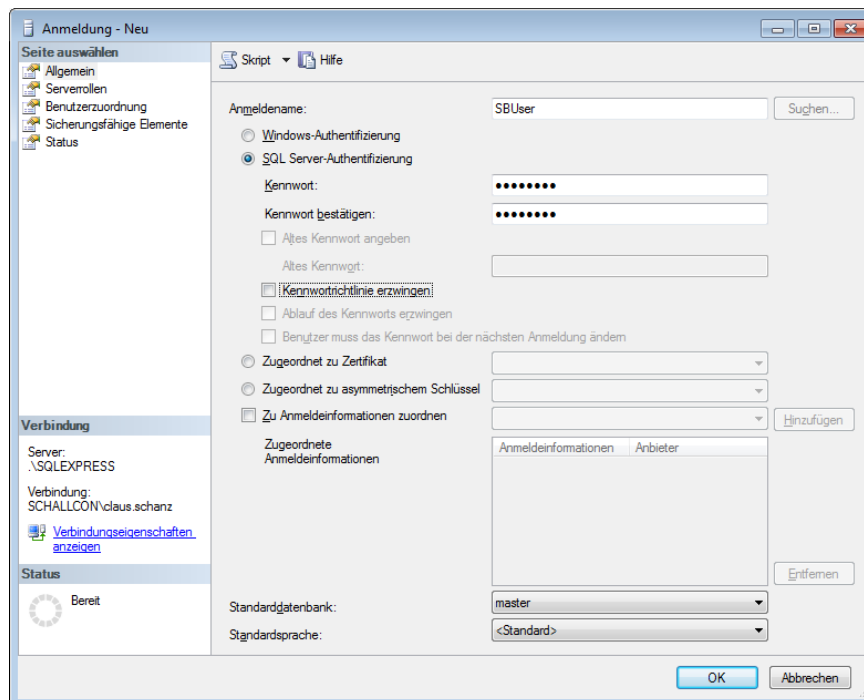 Anmeldung - Neu
Seite auswählen
Allgemein
Serverrollen
Benutzerzuordnung
Sicherungsfähige Elemente
Status
Skript
Hilfe
Anmeldename:
SBUser
Suchen...
Windows-Authentifizierung
SQL Server-Authentifizierung
Kennwort:
●●●●●●●●
Kennwort bestätigen:
●●●●●●●●
Altes Kennwort angeben
Altes Kennwort:
Kennwortrichtlinie erzwingen
Ablauf des Kennworts erzwingen
Benutzer muss das Kennwort bei der nächsten Anmeldung ändern
Zugeordnet zu Zertifikat
Zugeordnet zu asymmetrischem Schlüssel
Zu Anmeldeinformationen zuordnen
Hinzufügen
Zugeordnete
Anmeldeinformationen
Anmeldeinformationen Anbieter
Entfernen
Standarddatenbank:
master
Standardsprache:
<Standard>
Verbindung
Server:
.\SQLEXPRESS
Verbindung:
SCHALLCON\claus.schanz
Verbindungseigenschaften
anzeigen
Status
Bereit
OK
Abbrechen